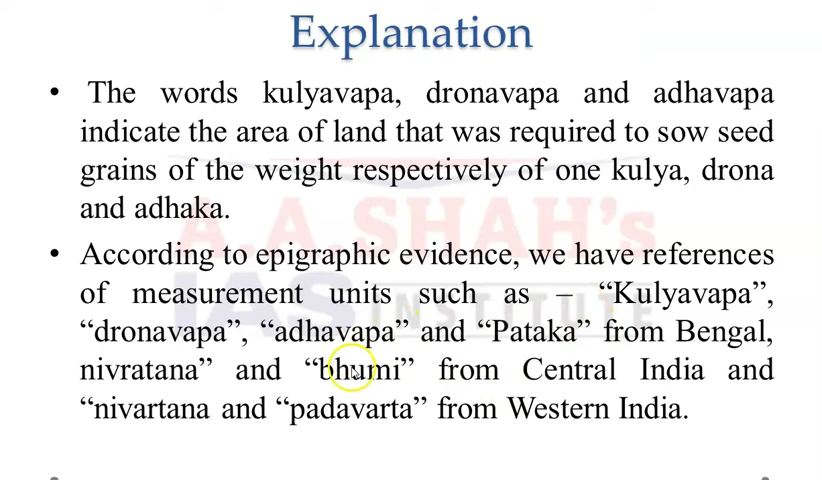 Explanation
• The words kulyavapa, dronavapa and adhavapa
indicate the area of land that was required to sow seed
grains of the weight respectively of one kulya, drona
and adhaka.
• According to epigraphic evidence, we have references
of measurement units such as – “Kulyavapa”,
“dronavapa”, “adhavapa” and “Pataka” from Bengal,
nivratana” and “bhumi” from Central India and
“nivartana and “padavarta” from Western India.
A.A.SHAH's
IAS INSTITUTE